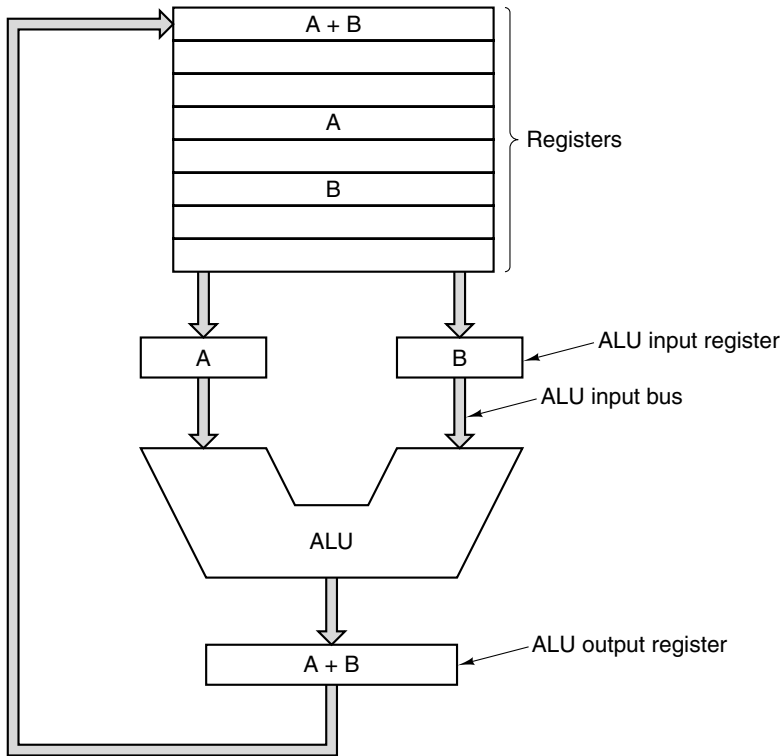 A + B
A
Registers
B
A
B
ALU input register
ALU input bus
ALU
A + B
ALU output register